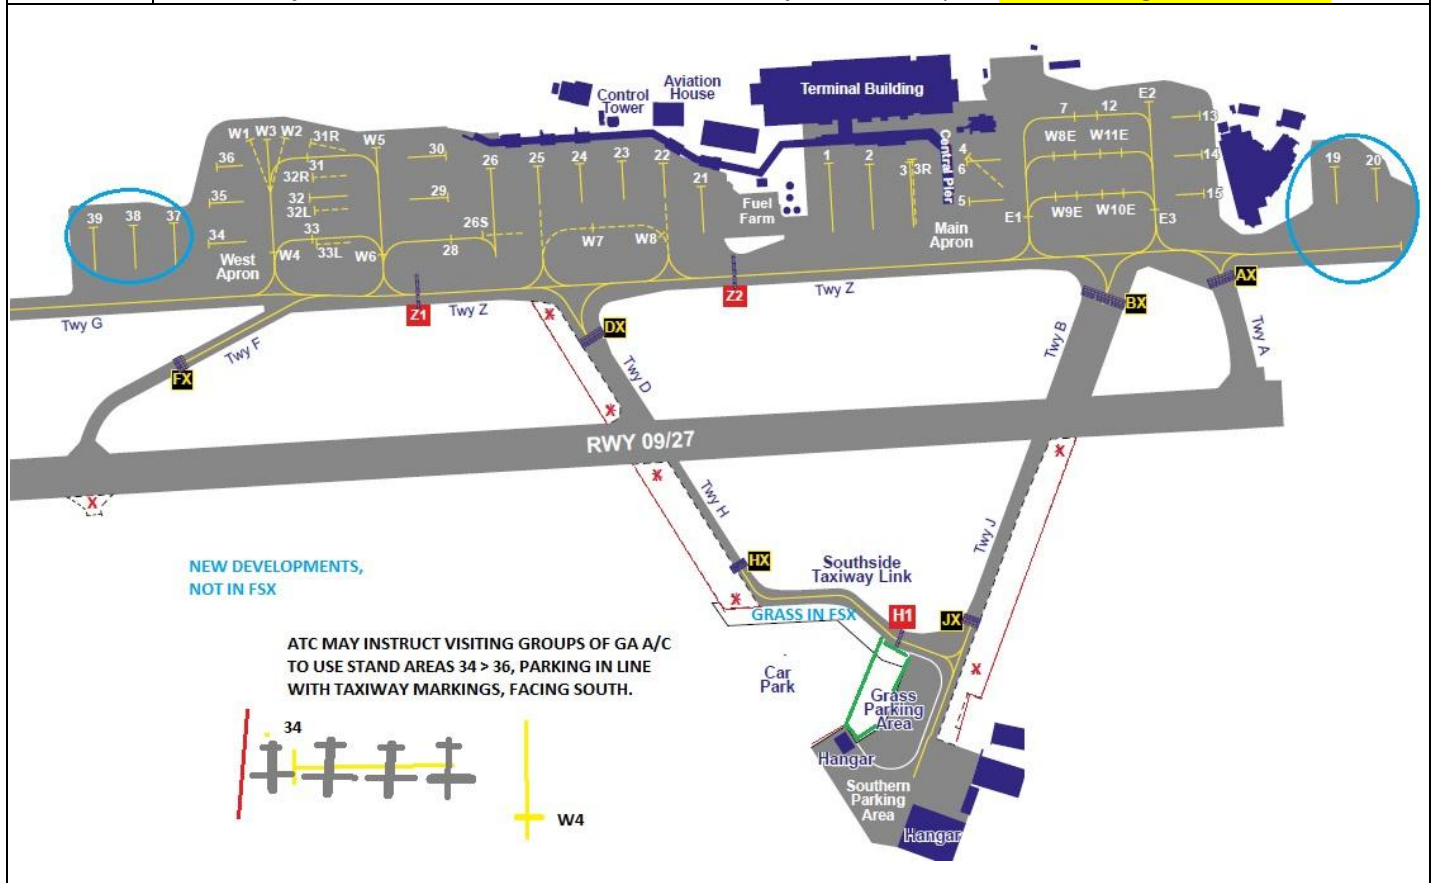 Control
Tower
Aviation
House
Terminal Building
W1 W3 W2
31R
W5
36
30
31
32R
35
32
32L
29
34
33
33L
West
Apron
W4
W6
28
26S
26
25
24
23
22
21
W7
W8
Fuel
Farm
1
2
3
3R
Central Pier
4
6
5
Main
Apron
7
12
E2
W8E
W11E
13
14
15
W9E
W10E
E1
E3
19
20
39
38
37
Twy G
Twy F
FX
Z1
Twy Z
Z2
Twy Z
DX
Twy D
BX
AX
Twy B
Twy A
X
X
RWY 09/27
X
X
X
Twy H
Twy J
HX
Southside
Taxiway Link
X
GRASS IN FSX
H1
JX
X
NEW DEVELOPMENTS,
NOT IN FSX
ATC MAY INSTRUCT VISITING GROUPS OF GA A/C
TO USE STAND AREAS 34 > 36, PARKING IN LINE
WITH TAXIWAY MARKINGS, FACING SOUTH.
Car
Park
Grass
Parking
Area
34
W4
Hangar
Southern
Parking
Area
Hangar